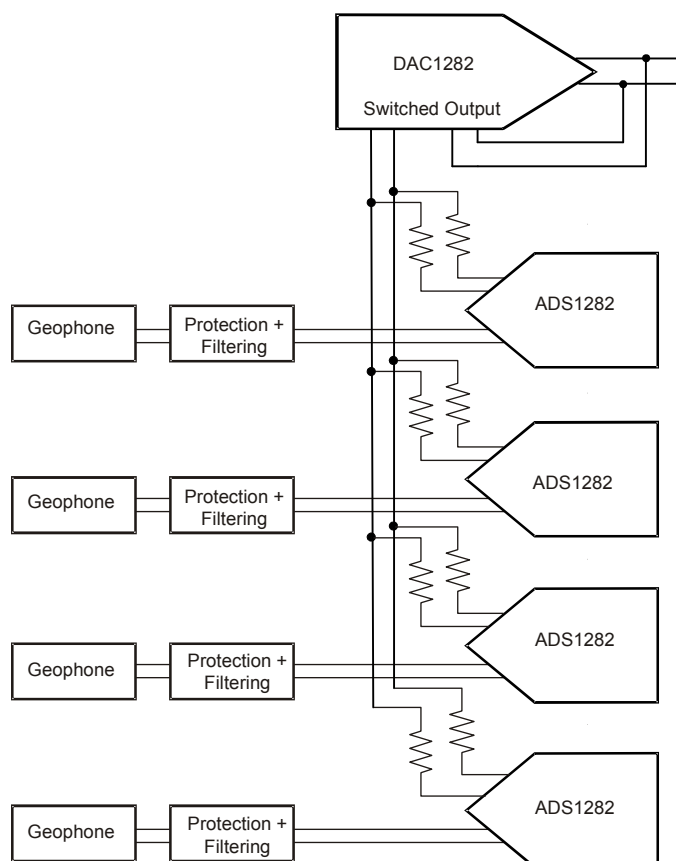 DAC1282
Switched Output
ADS1282
Geophone
Protection +
Filtering
ADS1282
Geophone
Protection +
Filtering
ADS1282
Geophone
Protection +
Filtering
ADS1282
Geophone
Protection +
Filtering